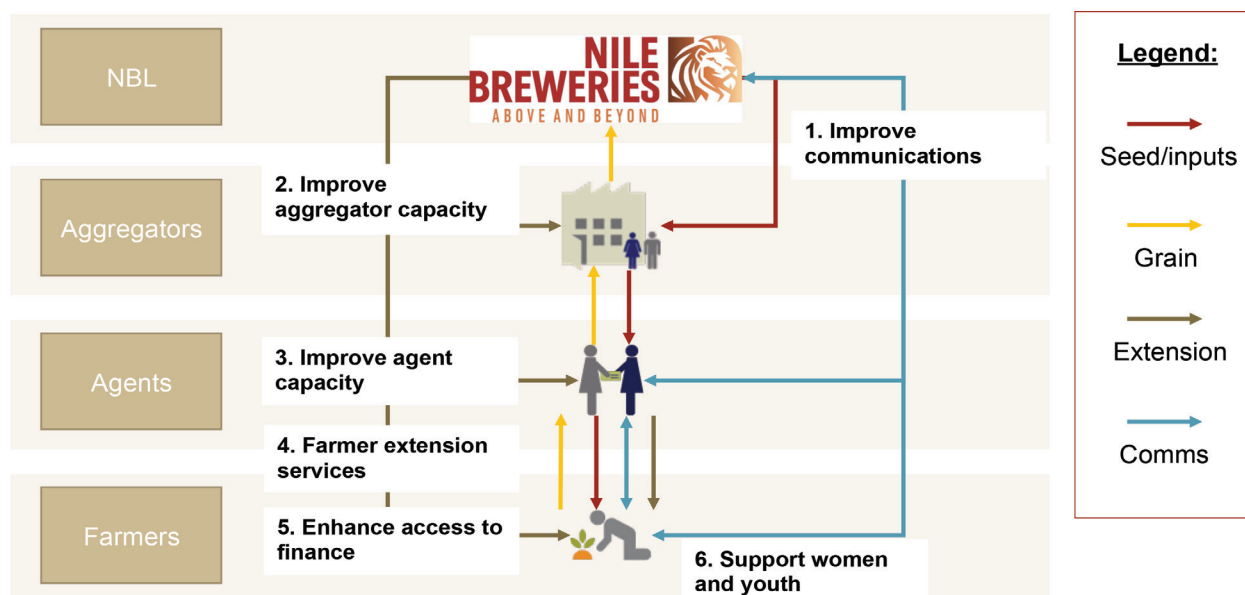 NBL
NILE
BREWERIES
ABOVE AND BEYOND
1. Improve
communications
2. Improve
aggregator capacity
Aggregators
3. Improve agent
capacity
Agents
4. Farmer extension
services
Farmers
5. Enhance access to
finance
6. Support women
and youth
Legend:
Seed/inputs
Grain
Extension
Comms